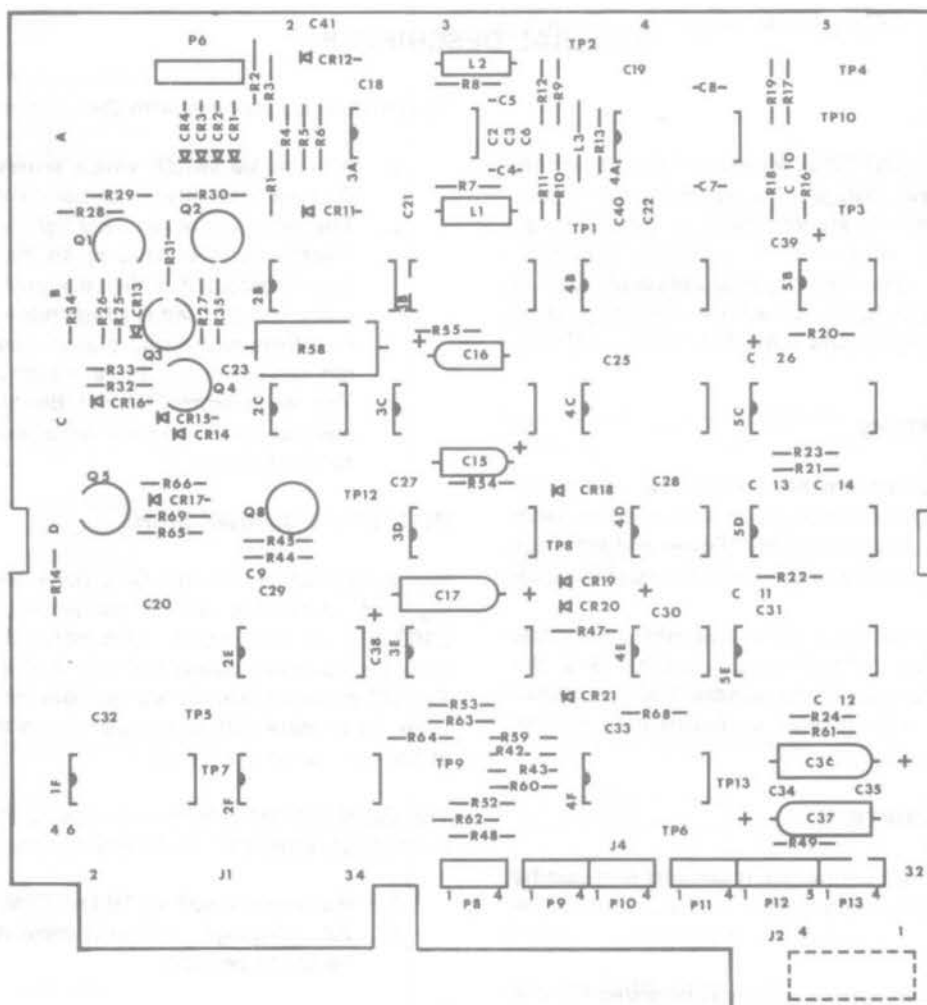 2 C41 3 4 5
P6 TP2
CR12 L2 TP4
R2 R3 C18 R8 R12 R9 C19 C8 R19 R17
C5
A CR4 CR3 CR2 CR1 R4 R5 R6 C2 C3 C6 L3 R13 TP10
3A 4A
C4
R1 R7 R11 R10 C7 R18 C 10 R16
R29 R30
R28 Q2 CR11 C21 L1 C40 C22 TP3
Q1 R31 TP1 C39 +
B 2B 3B 4B 5B
R34 R26 R25 CR13 R27 R35 R55 R20
Q3 R58 + C16 C25 + C 26
R33 C23
R32 Q4
CR16 2C 3C 4C 5C
C CR15
CR14
R23
C15 + R21
Q5 R66 C27 R54 C28 C 13 C 14
CR17 TP12 CR18
R69 Q8 4D
D R65 3D 5D
R45 TP8
R44
C9 CR19 R22
R14 C29 C17 + + C 11
C20 CR20 C30 C31
+ C38 R47
2E 3E 4E 5E
CR21
R53 C 12
C32 TP5 R63 R68 R24
R64 R59 C33 R61
R42
TP7 TP9 R43 C36 +
1F 2F R60 4F TP13
C34 C35
R52
4 6 R62 + C37
R48 TP6 R49
J4
2 J1 34 32
1 4 1 4 1 4 1 4 1 5 1 4
P8 P9 P10 P11 P12 P13
J2 4 1